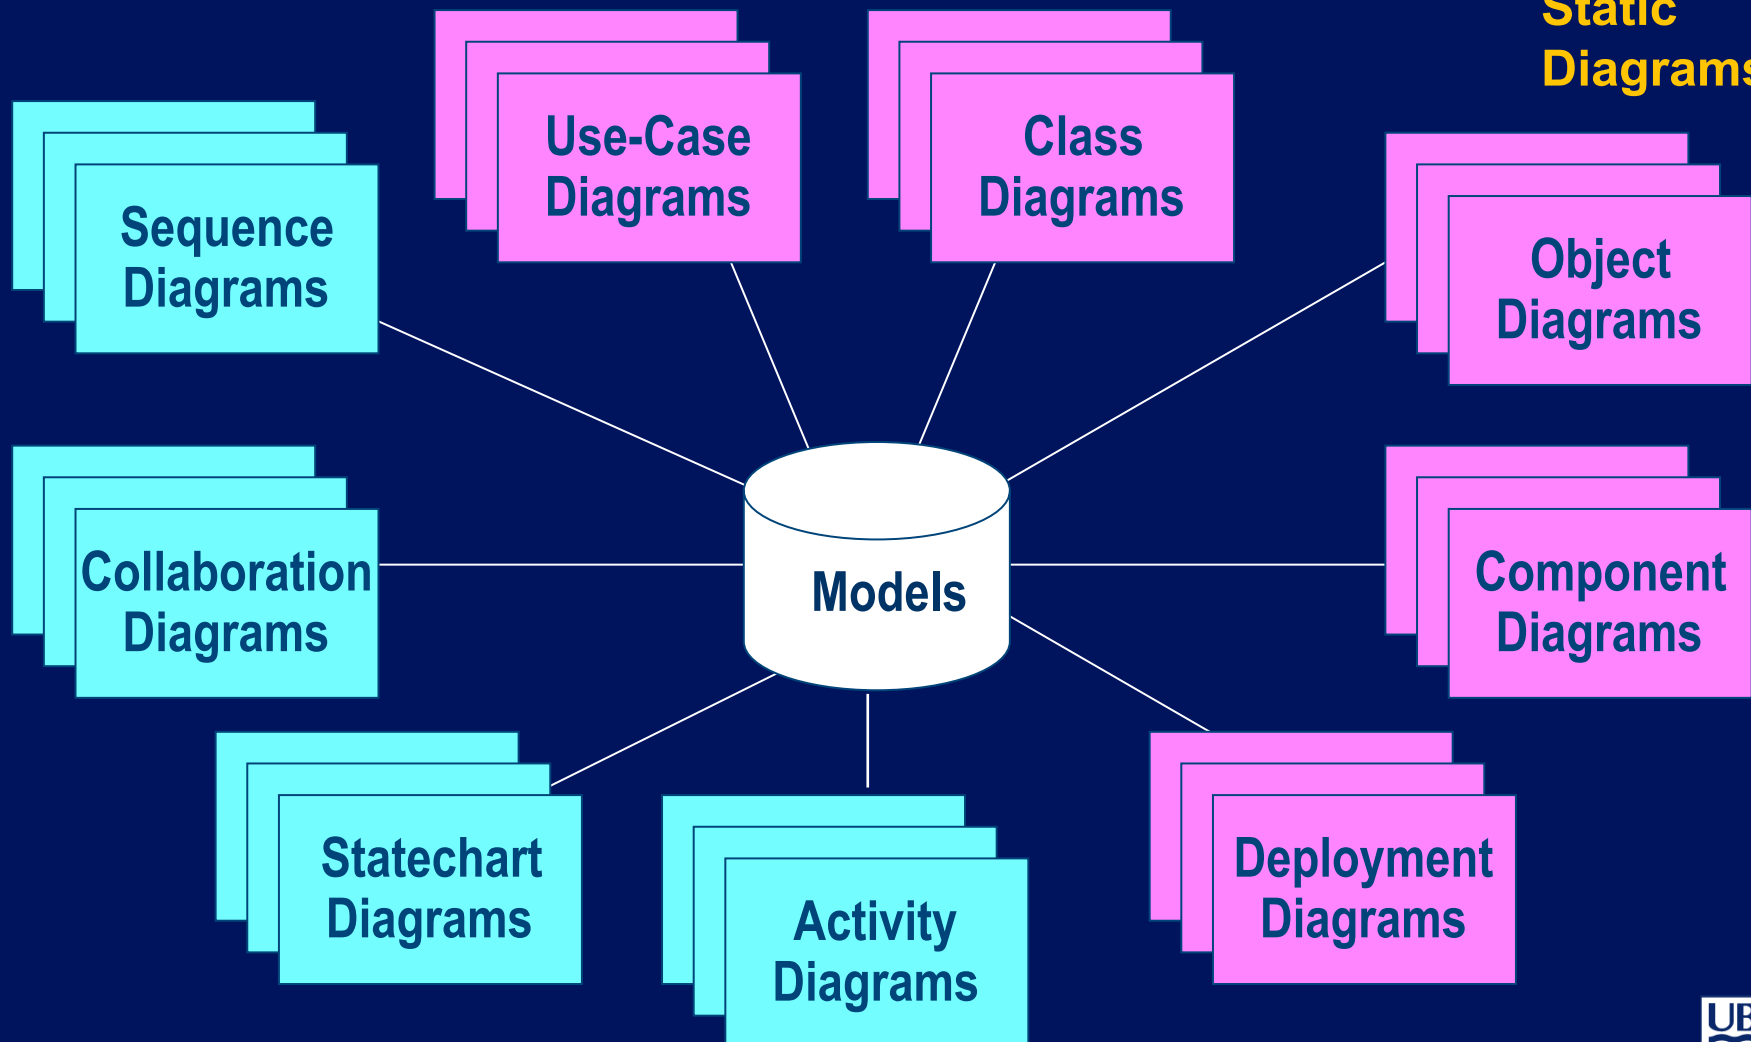 Static
Diagrams
Use-Case
Diagrams
Class
Diagrams
Sequence
Diagrams
Object
Diagrams
Collaboration
Diagrams
Models
Component
Diagrams
Statechart
Diagrams
Activity
Diagrams
Deployment
Diagrams